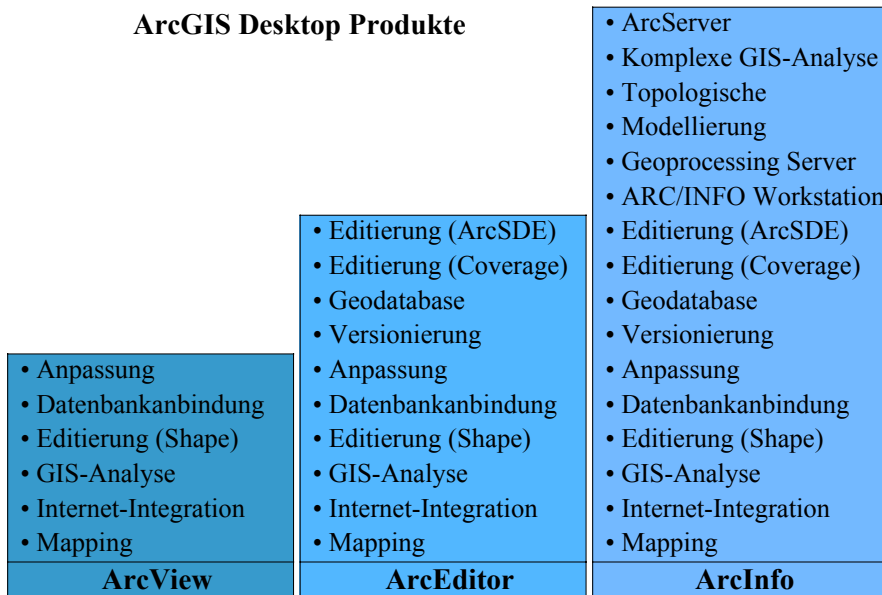 ArcGIS Desktop Produkte
• Anpassung
• Datenbankanbindung
• Editierung (Shape)
• GIS-Analyse
• Internet-Integration
• Mapping
ArcView
• Editierung (ArcSDE)
• Editierung (Coverage)
• Geodatabase
• Versionierung
• Anpassung
• Datenbankanbindung
• Editierung (Shape)
• GIS-Analyse
• Internet-Integration
• Mapping
ArcEditor
• ArcServer
• Komplexe GIS-Analyse
• Topologische
• Modellierung
• Geoprocessing Server
• ARC/INFO Workstation
• Editierung (ArcSDE)
• Editierung (Coverage)
• Geodatabase
• Versionierung
• Anpassung
• Datenbankanbindung
• Editierung (Shape)
• GIS-Analyse
• Internet-Integration
• Mapping
ArcInfo